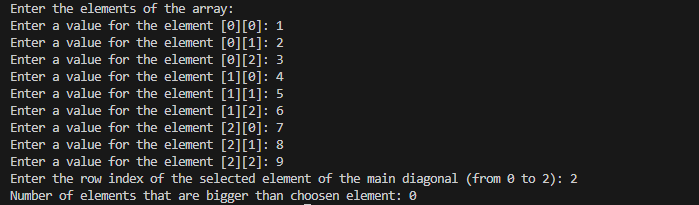 Enter the elements of the array:
Enter a value for the element [0][0]: 1
Enter a value for the element [0][1]: 2
Enter a value for the element [0][2]: 3
Enter a value for the element [1][0]: 4
Enter a value for the element [1][1]: 5
Enter a value for the element [1][2]: 6
Enter a value for the element [2][0]: 7
Enter a value for the element [2][1]: 8
Enter a value for the element [2][2]: 9
Enter the row index of the selected element of the main diagonal (from 0 to 2): 2
Number of elements that are bigger than choosen element: 0